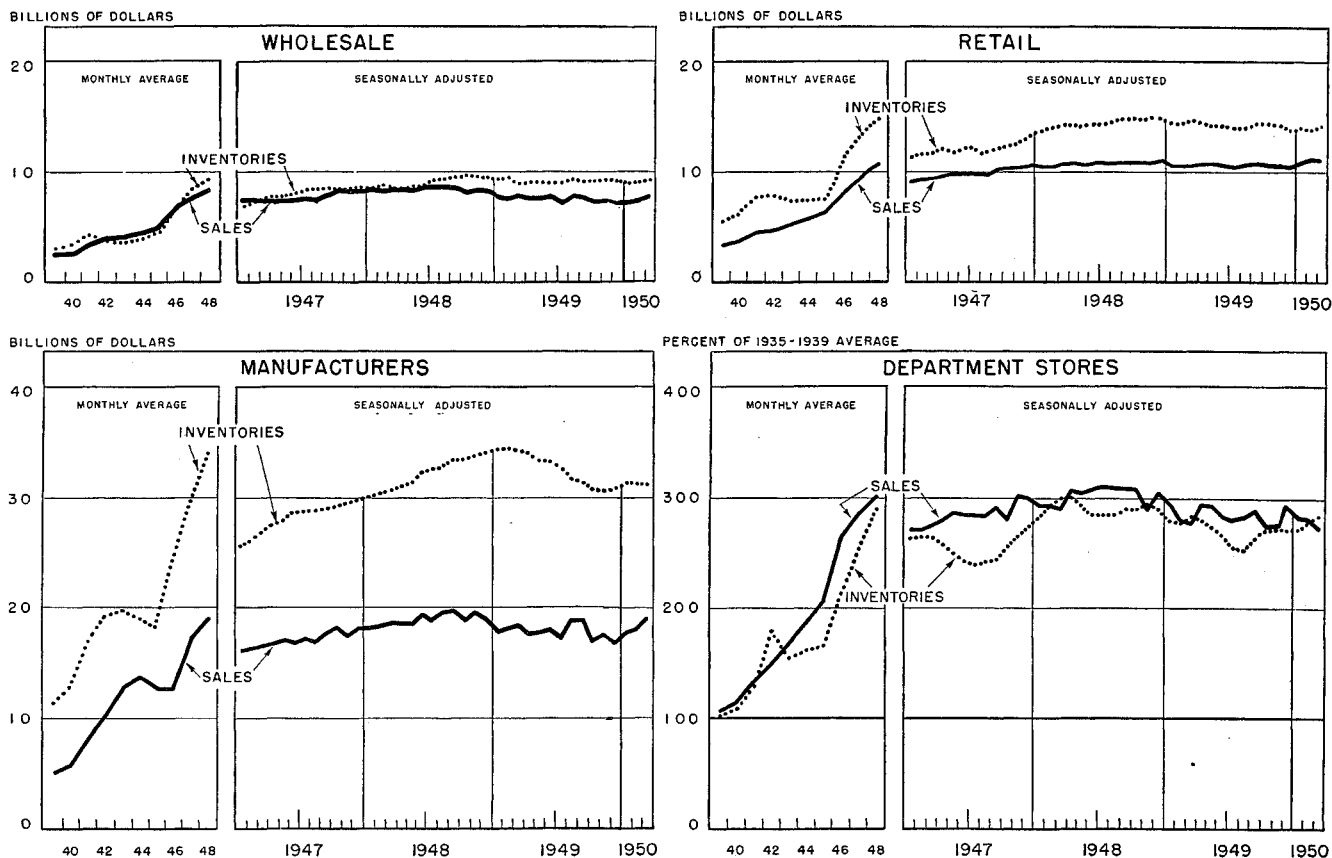 BILLIONS OF DOLLARS
WHOLESALE
20
MONTHLY AVERAGE
SEASONALLY ADJUSTED
INVENTORIES
10
SALES
0
40 42 44 46 48
1947 1948 1949 1950
BILLIONS OF DOLLARS
RETAIL
20
MONTHLY AVERAGE
SEASONALLY ADJUSTED
INVENTORIES
10
SALES
0
40 42 44 46 48
1947 1948 1949 1950
BILLIONS OF DOLLARS
MANUFACTURERS
40
MONTHLY AVERAGE
SEASONALLY ADJUSTED
INVENTORIES
30
20
SALES
10
0
40 42 44 46 48
1947 1948 1949 1950
PERCENT OF 1935-1939 AVERAGE
DEPARTMENT STORES
400
MONTHLY AVERAGE
SEASONALLY ADJUSTED
SALES
300
INVENTORIES
200
100
0
40 42 44 46 48
1947 1948 1949 1950